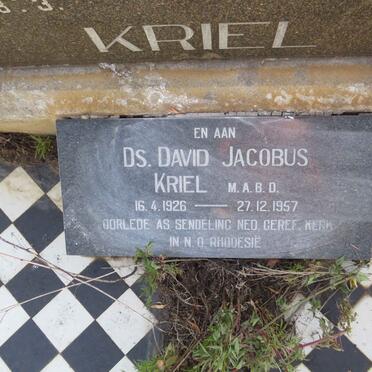 KRIEL
EN AAN
DS. DAVID JACOBUS
KRIEL M.A.B.D.
16.4.1926 — 27.12.1957
OORLEDE AS SENDELING NED. GEREF. KERK
IN N.O. RHODESIË